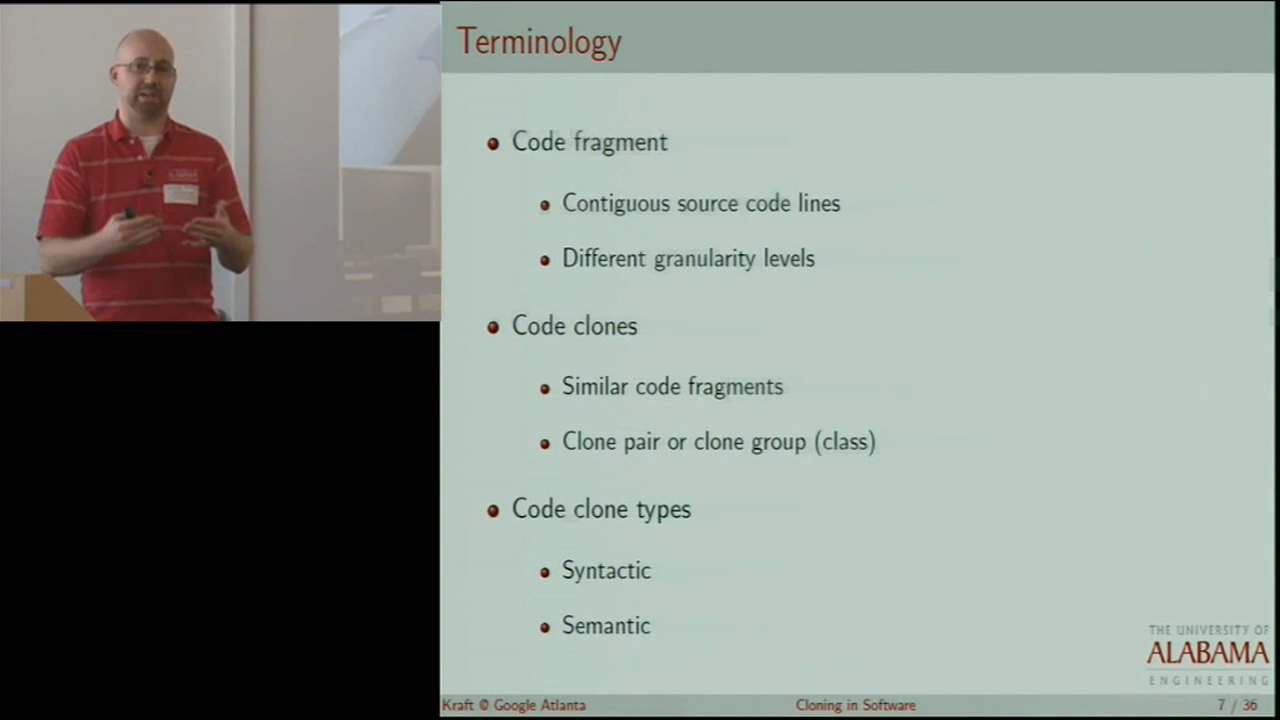 Terminology
Code fragment
Contiguous source code lines
Different granularity levels
Code clones
Similar code fragments
Clone pair or clone group (class)
Code clone types
Syntactic
Semantic
THE UNIVERSITY OF
ALABAMA
ENGINEERING
Kraft @ Google Atlanta
Cloning in Software
7 / 36